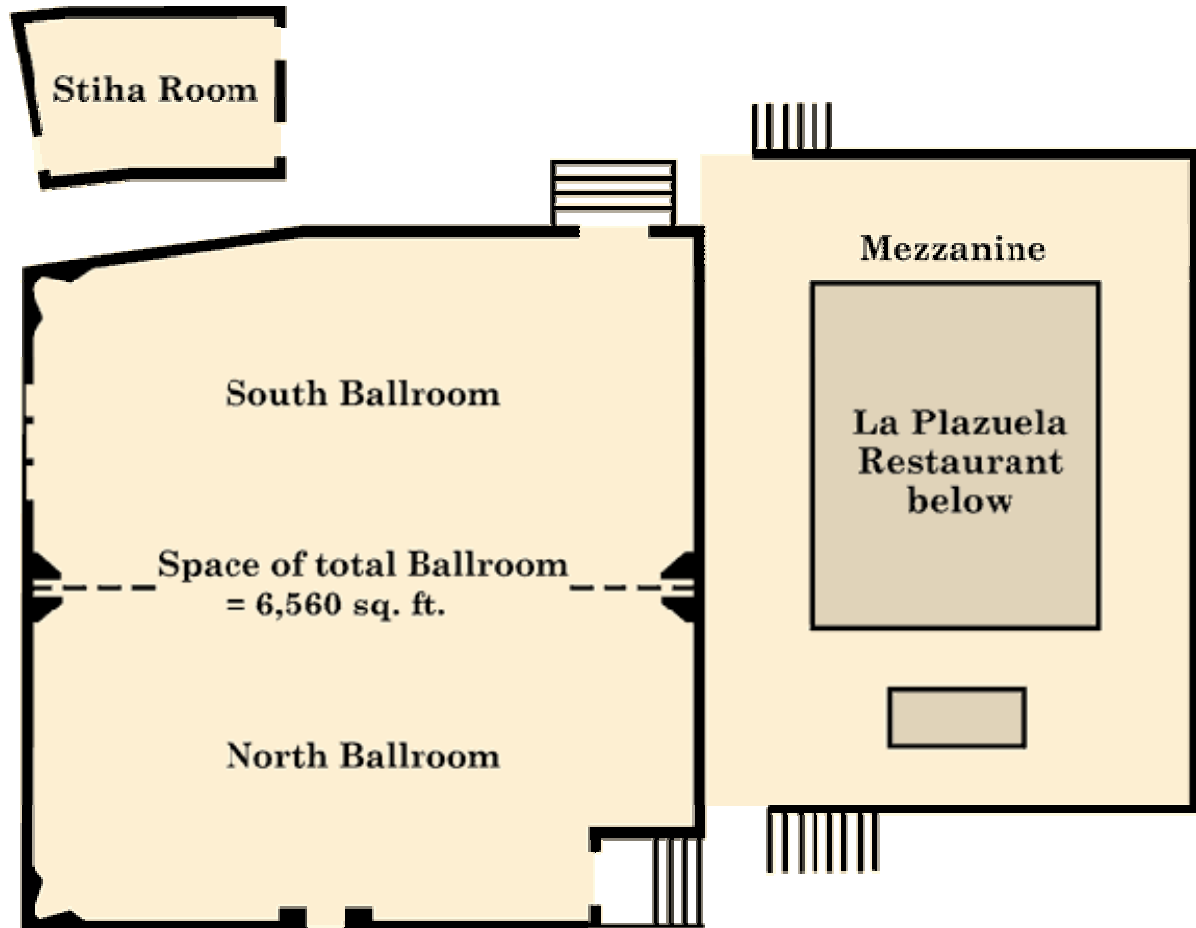 Stiha Room
Mezzanine
South Ballroom
La Plazuela
Restaurant
below
Space of total Ballroom
= 6,560 sq. ft.
North Ballroom